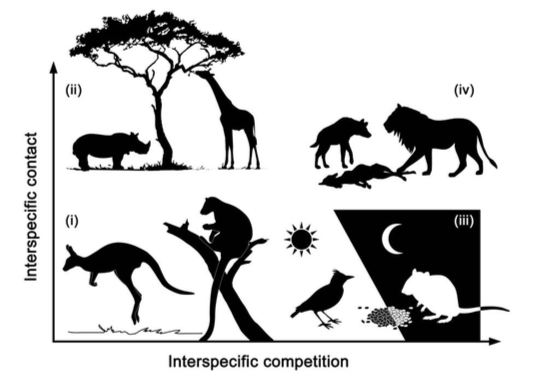 (ii)
(iv)
Interspecific contact
(i)
(iii)
Interspecific competition